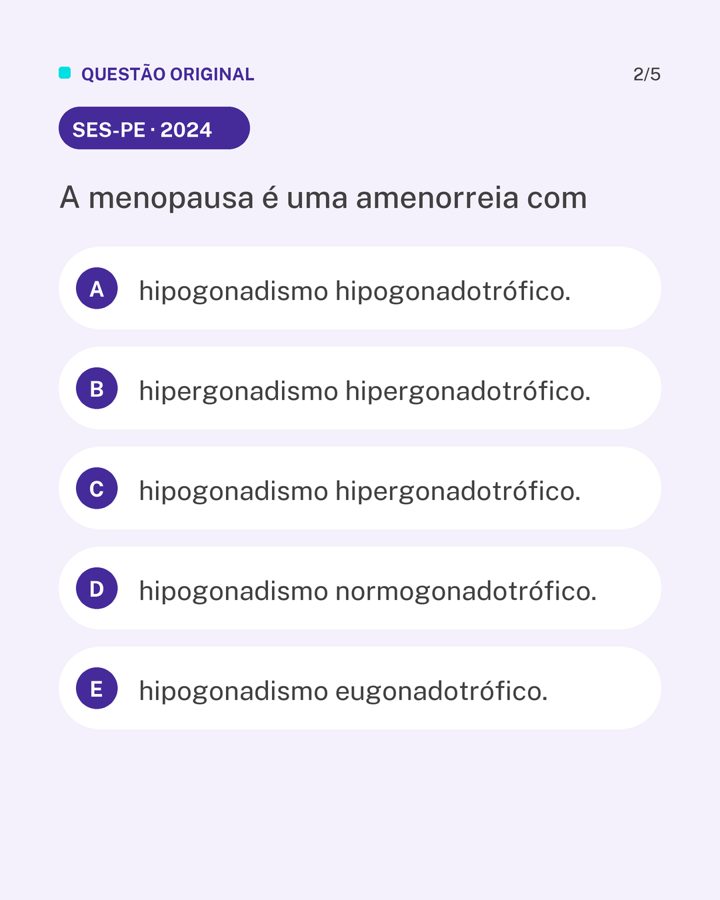 QUESTÃO ORIGINAL
2/5
SES-PE · 2024
A menopausa é uma amenorreia com
A hipogonadismo hipogonadotrófico.
B hipergonadismo hipergonadotrófico.
C hipogonadismo hipergonadotrófico.
D hipogonadismo normogonadotrófico.
E hipogonadismo eugonadotrófico.